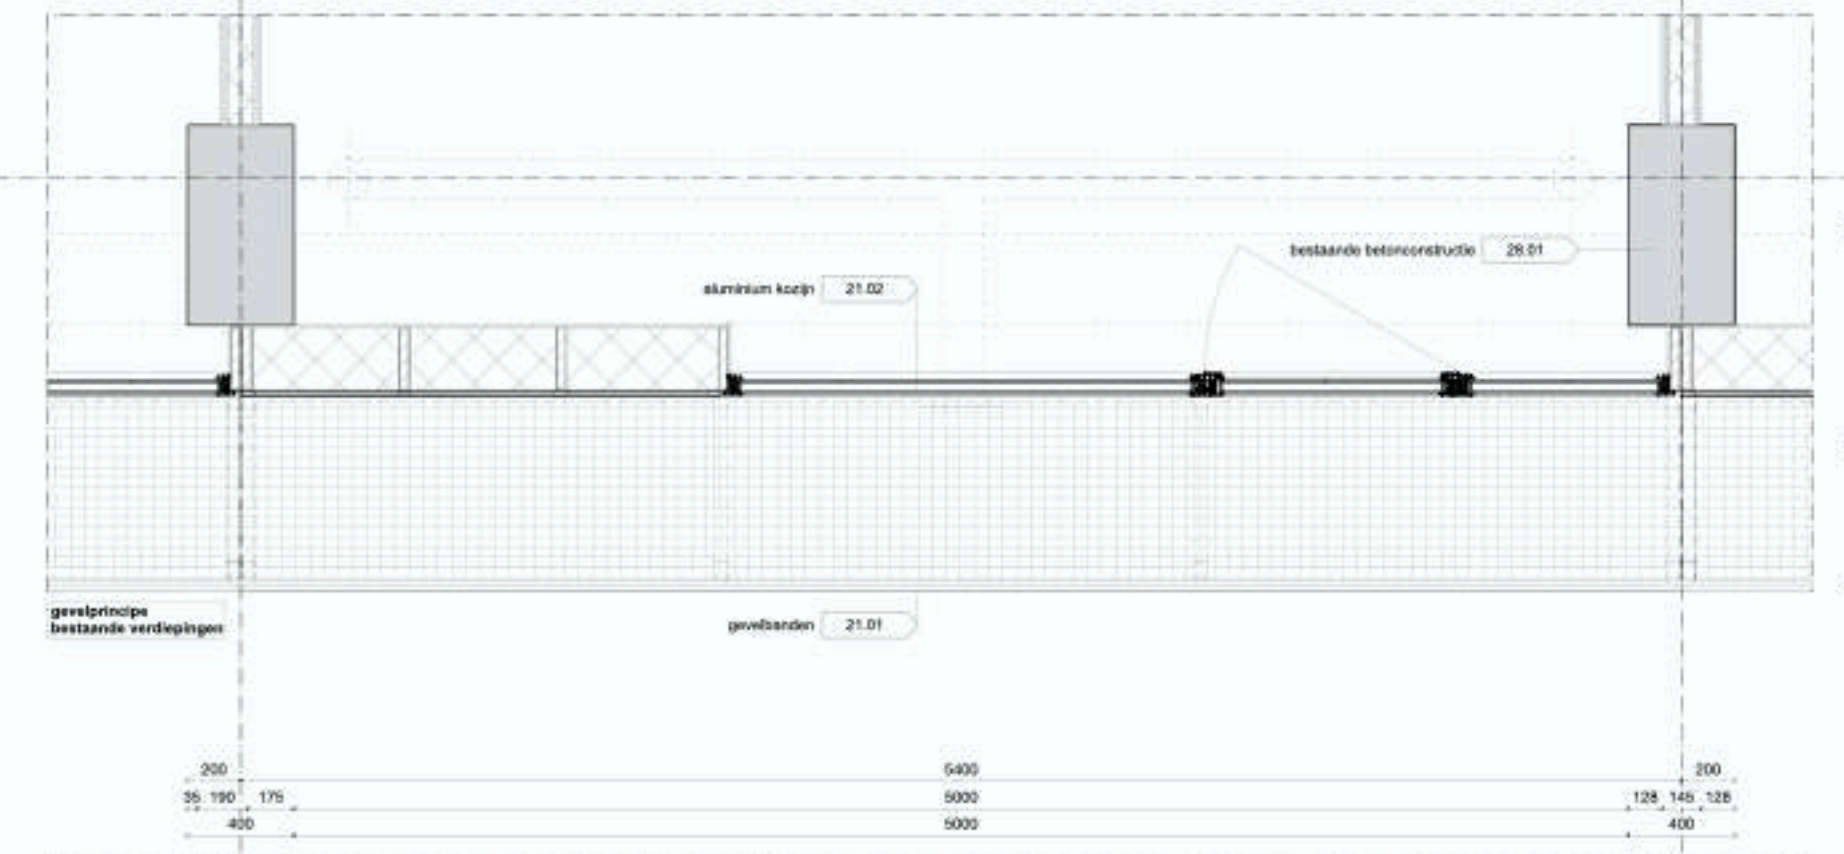 bestaande betonconstructie 28.01
aluminium kozijn 21.02
gevelprincipe
bestaande verdiepingen
gevelbanden 21.01
200 5400 200
35 190 175 5000 128 145 128
400 5000 400